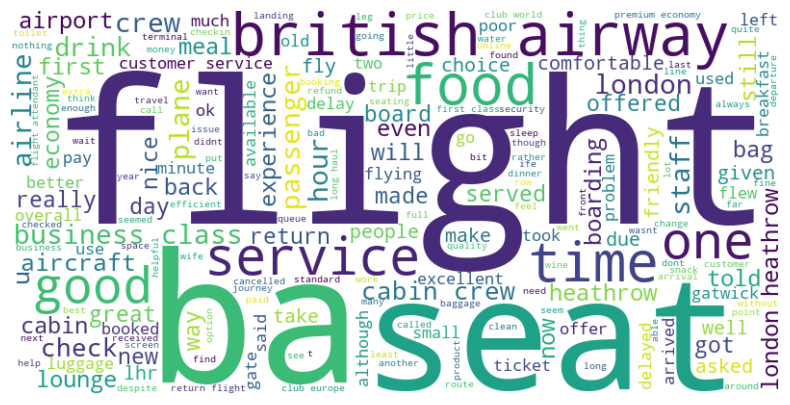 airport
crew
much
landing
leg
price
club world
poor
premium economy
left
toilet
terminal
checkin
going
british airway
water
online
thing
nothing
money
little
found
quite
drink
meal
old
choice
comfortable
first
customer service
fly
two
food
london
used
still
breakfast
line
last
airline
economy
extra
think
enough
travel
want
wait
call
plane
ok
issue
didnt
booking
refund
seating
trip
delay
first class
security
offered
always
departure
flight attendant
put
available
experience
passenger
bad
hour
board
even
go
sleep
though
bag
pay
nice
minute
long haul
will
flying
bit
rather
ife
dinner
row
feel
boarding
problem
friendly
staff
given
flew
lot
fine
better
year
say
back
made
served
flight
really
day
efficient
queue
full
front
went
far
overall
seemed
wasnt
business class
return
people
make
took
due
change
one
checked
business
space
helpful
service
quality
time
told
customer
u
use
wife
cancelled
standard
work
excellent
wine
dont
snack
arrival
aircraft
journey
paid
many
cabin crew
baggage
need
heathrow
gatwick
without
point
good
ba
seat
best
great
way
option
take
although
called
small
clean
seem
now
well
able
london heathrow
cabin
booked
said
least
another
product
offer
delayed
arrived
got
next
received
check
new
find
see
t
gate
ticket
asked
help
screen
luggage
lounge
lhr
despite
return flight
club europe
route
long
around